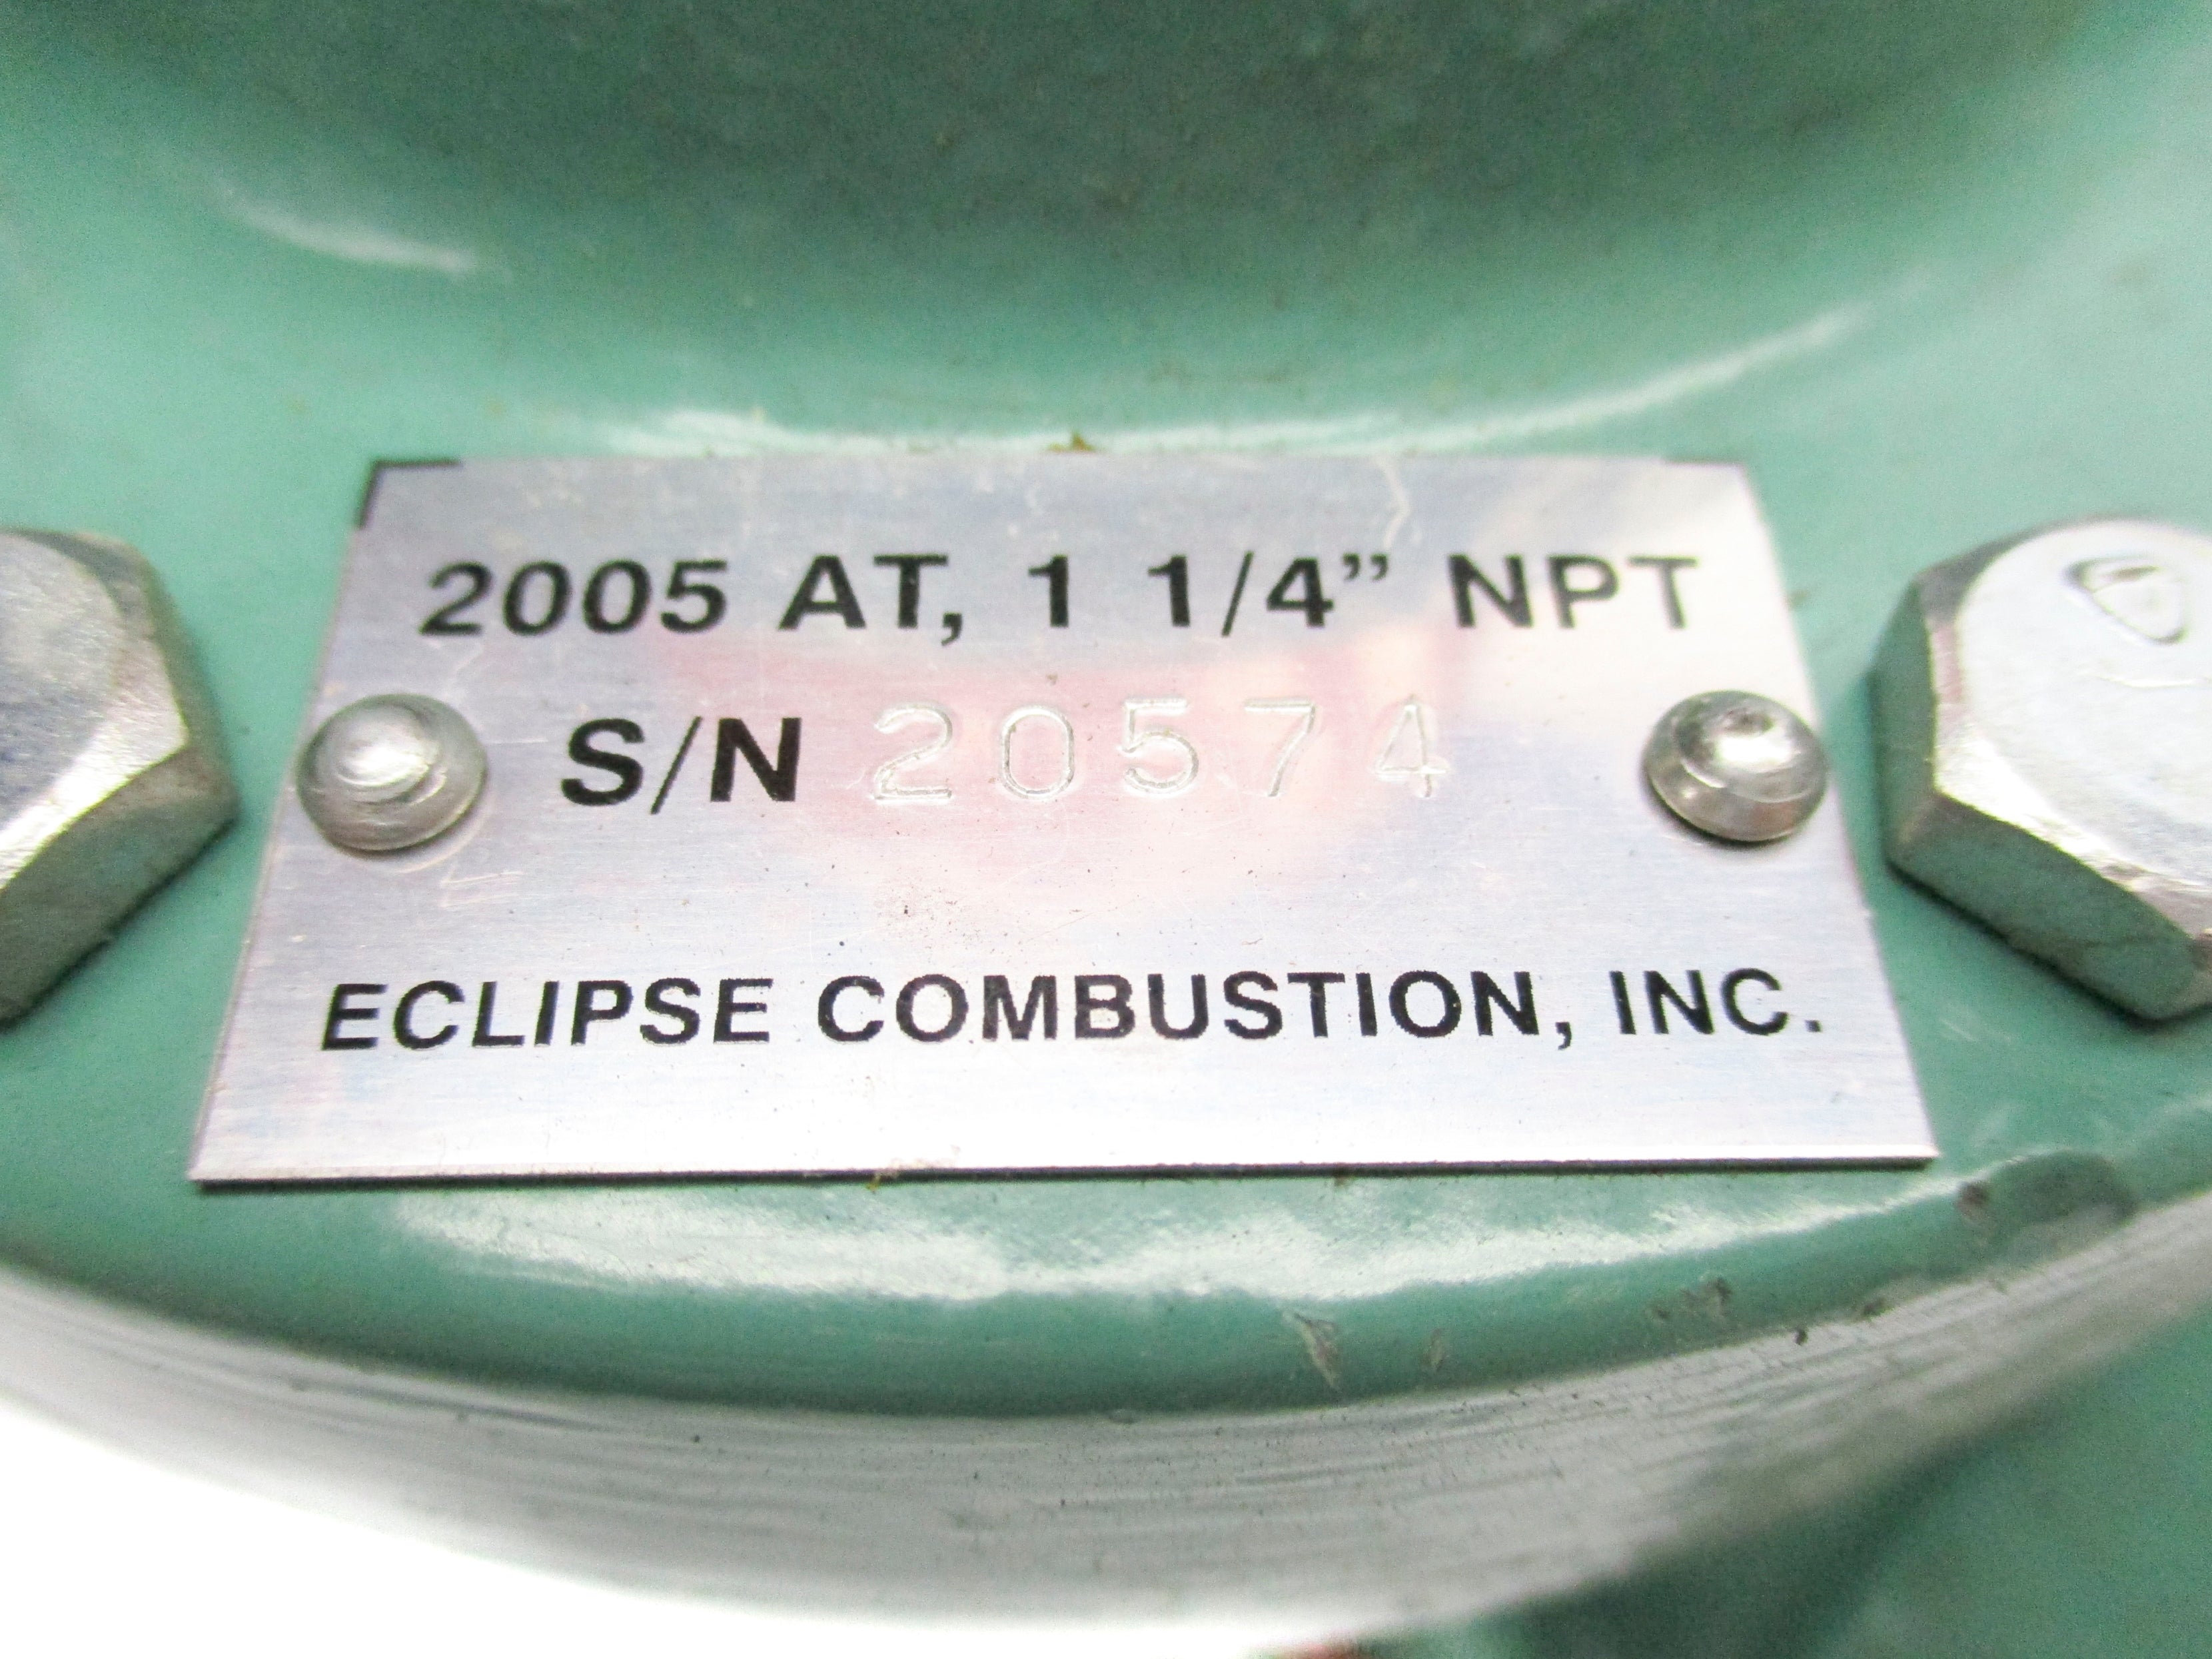 2005 AT, 1 1/4” NPT
S/N 20574
ECLIPSE COMBUSTION, INC.